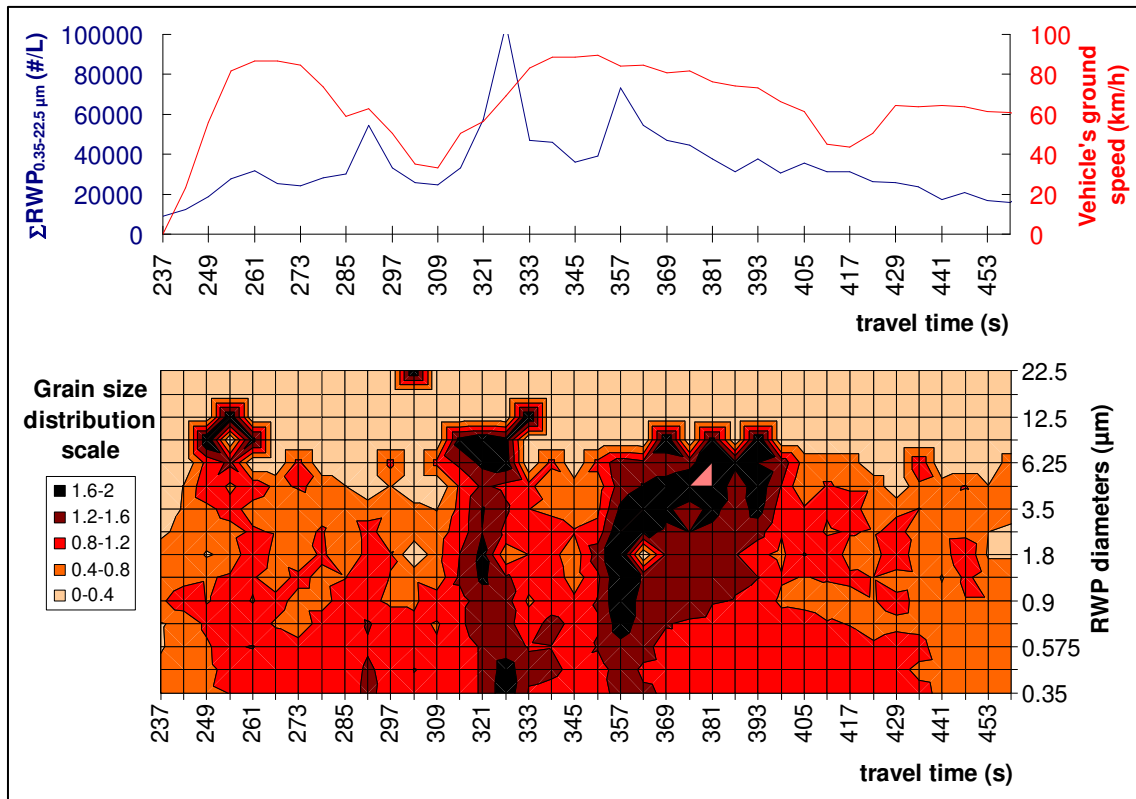 ΣRWP0.35-22.5 µm (#/L)
100000
80000
60000
40000
20000
0
100
80
60
40
20
0
Vehicle's ground
speed (km/h)
237 249 261 273 285 297 309 321 333 345 357 369 381 393 405 417 429 441 453
travel time (s)
Grain size
distribution
scale
1.6-2
1.2-1.6
0.8-1.2
0.4-0.8
0-0.4
22.5
12.5
6.25
3.5
1.8
0.9
0.575
0.35
RWP diameters (µm)
237 249 261 273 285 297 309 321 333 345 357 369 381 393 405 417 429 441 453
travel time (s)